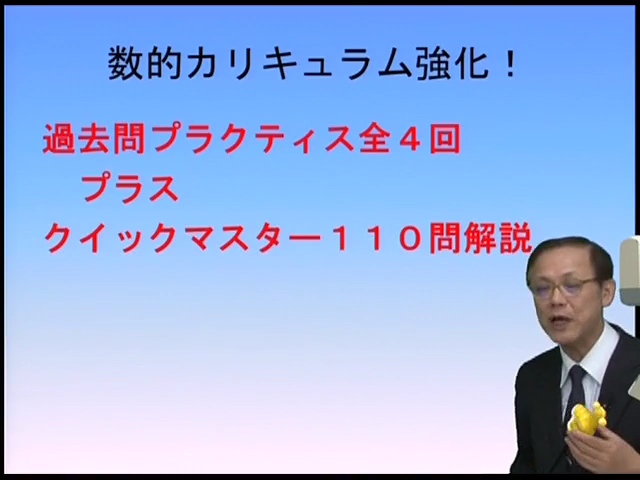 数的カリキュラム強化！
過去問プラクティス全４回
プラス
クイックマスター１１０問解説